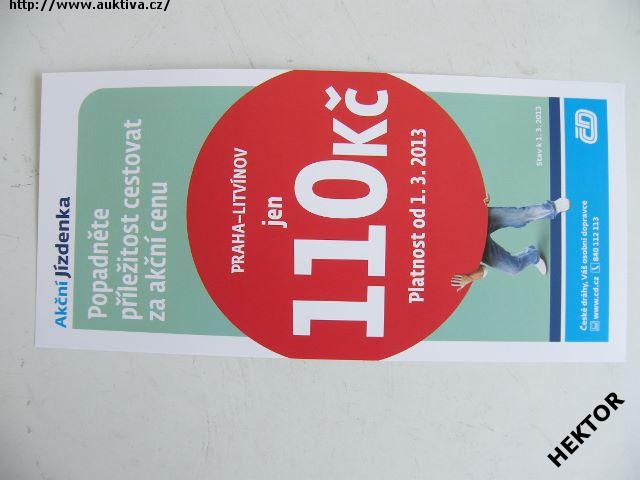 http://www.auktiva.cz/
Akční Jízdenka
Popadněte
příležitost cestovat
za akční cenu
PRAHA–LITVÍNOV
jen
110Kč
Platnost od 1. 3. 2013
Stav k 1. 3. 2013
ČD
České dráhy, Váš osobní dopravce
www.cd.cz 840 112 113
HEKTOR